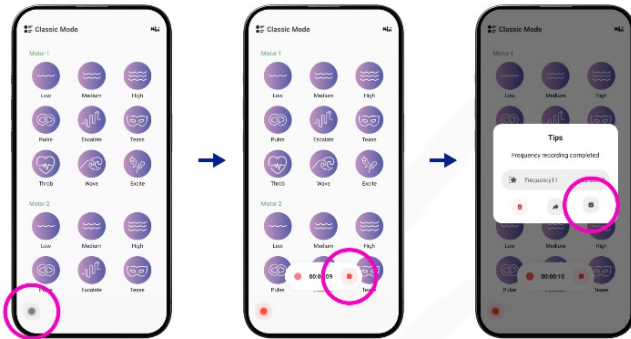 Classic Mode
Motor 1
Low Medium High
Pulse Escalate Tease
Throb Wave Excite
Motor 2
Low Medium High
Pulse Escalate Tease
Classic Mode
Motor 1
Low Medium High
Pulse Escalate Tease
Throb Wave Excite
Motor 2
Low Medium High
00:00:09
Pulse Escalate Tease
Classic Mode
Motor 1
Tips
Frequency recording completed
Frequency11
Low Medium High
00:00:10
Pulse Tease